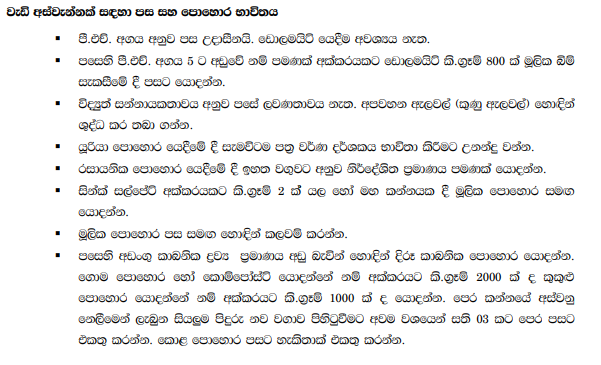 වැඩි අස්වැන්නක් සඳහා පස සහ පොහොර භාවිතය
▪ පී.එච්. අගය අනුව පස උදාසීනයි. ඩොලමයිට් යෙදීම අවශ්‍යය නැත.
▪ පසෙහි පී.එච්. අගය 5 ට අඩුවේ නම් පමණක් අක්කරයකට ඩොලමයිට් කි.ග්‍රෑම් 800 ක් මූලික බිම්
සැකසීමේ දී පසට යොදන්න.
▪ විද්‍යුත් සන්නායකතාවය අනුව පසේ ලවණතාවය නැත. අපවහන ඇලවල් (කුණු ඇලවල්) හොඳින්
ශුද්ධ කර තබා ගන්න.
▪ යූරියා පොහොර යෙදීමේ දී සැමවිටම පත්‍ර වර්ණ දර්ශකය භාවිතා කිරීමට උනන්දු වන්න.
▪ රසායනික පොහොර යෙදීමේ දී ඉහත වගුවට අනුව නිර්දේශිත ප්‍රමාණය පමණක් යොදන්න.
▪ සින්ක් සල්පේට් අක්කරයකට කි.ග්‍රෑම් 2 ක් යල හෝ මහ කන්නයක දී මූලික පොහොර සමඟ
යොදන්න.
▪ මූලික පොහොර පස සමඟ හොඳින් කලවම් කරන්න.
▪ පසෙහි අඩංගු කාබනික ද්‍රව්‍ය ප්‍රමාණය අඩු බැවින් හොඳින් දිරූ කාබනික පොහොර යොදන්න.
ගොම පොහොර හෝ කොම්පෝස්ට් යොදන්නේ නම් අක්කරයට කි.ග්‍රෑම් 2000 ක් ද කුකුළු
පොහොර යොදන්නේ නම් අක්කරයට කි.ග්‍රෑම් 1000 ක් ද යොදන්න. පෙර කන්නයේ අස්වනු
නෙලීමෙන් ලැබුන සියලුම පිදුරු නව වගාව පිහිටුවීමට අවම වශයෙන් සති 03 කට පෙර පසට
එකතු කරන්න. කොළ පොහොර පසට හැකිතාක් එකතු කරන්න.